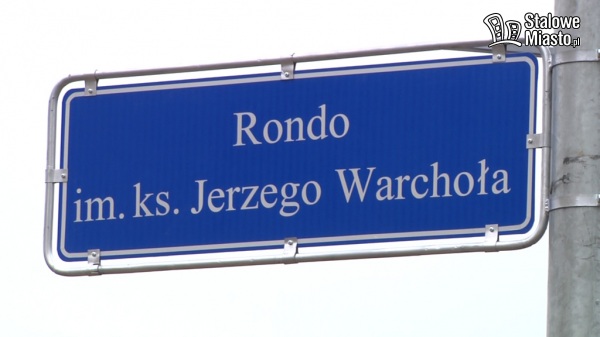 Stalowe
Miasto.pl
Rondo
im. ks. Jerzego Warchoła